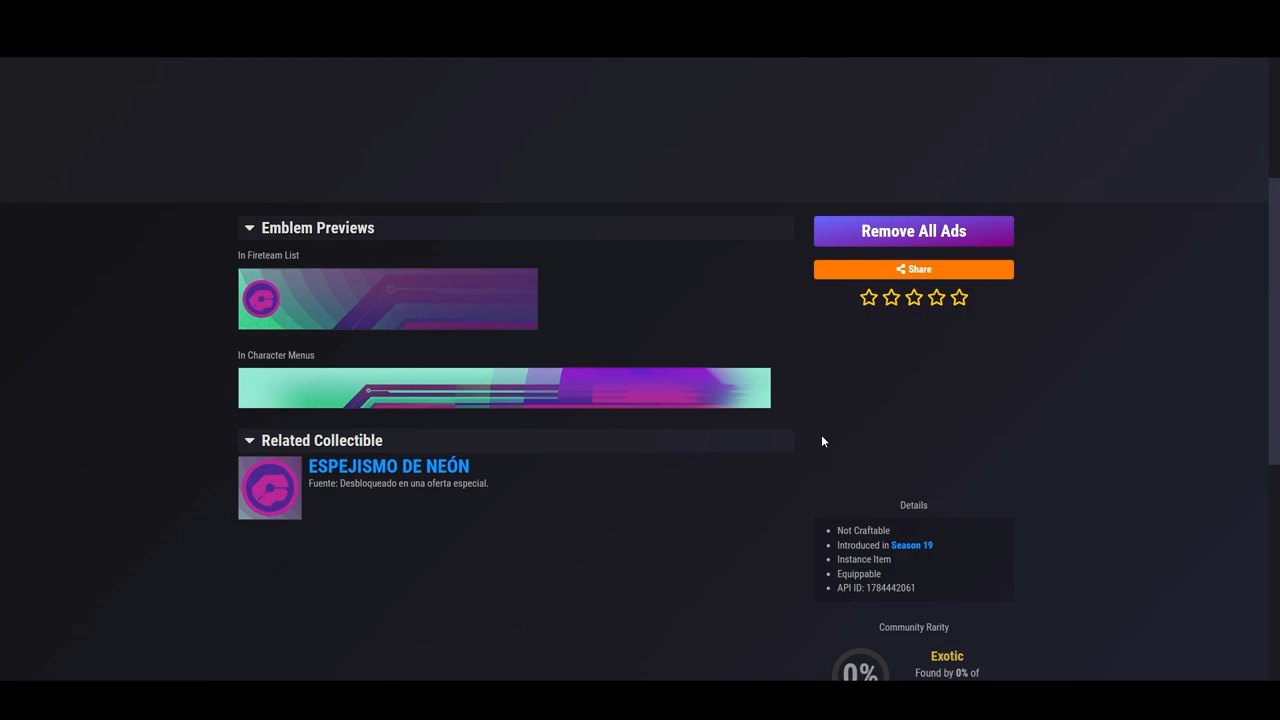 Emblem Previews
In Fireteam List
In Character Menus
Related Collectible
ESPEJISMO DE NEÓN
Fuente: Desbloqueado en una oferta especial.
Remove All Ads
Share
Details
Not Craftable
Introduced in Season 19
Instance Item
Equippable
API ID: 1784442061
Community Rarity
0%
Exotic
Found by 0% of